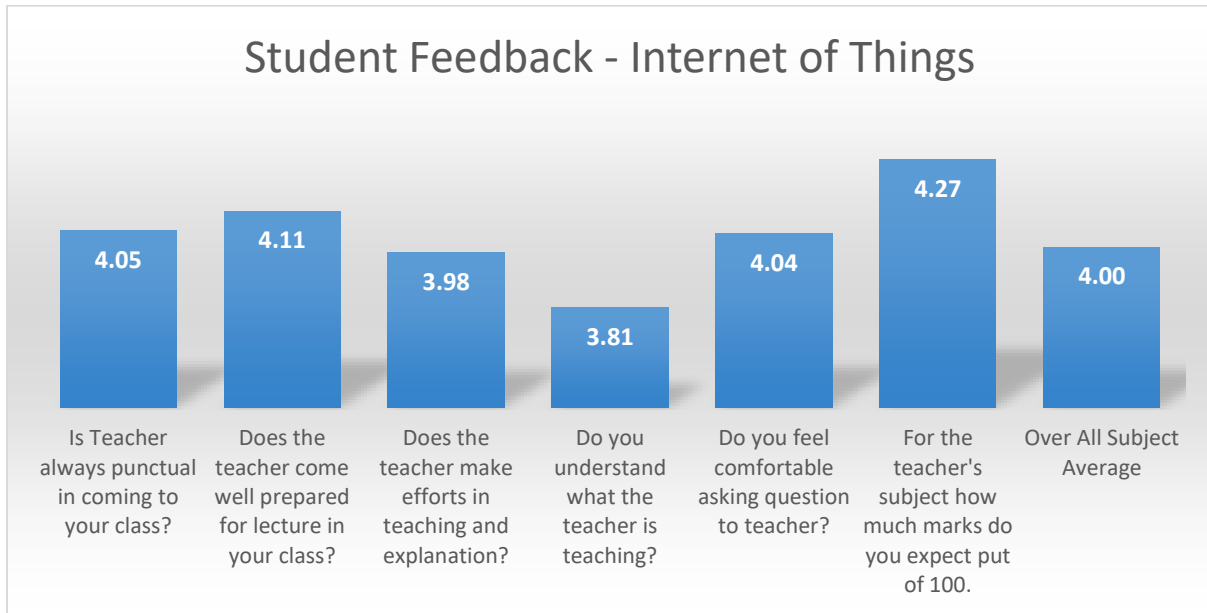 Student Feedback - Internet of Things
4.05
4.11
3.98
3.81
4.04
4.27
4.00
Is Teacher
always punctual
in coming to
your class?
Does the
teacher come
well prepared
for lecture in
your class?
Does the
teacher make
efforts in
teaching and
explanation?
Do you
understand
what the
teacher is
teaching?
Do you feel
comfortable
asking question
to teacher?
For the
teacher's
subject how
much marks do
you expect put
of 100.
Over All Subject
Average